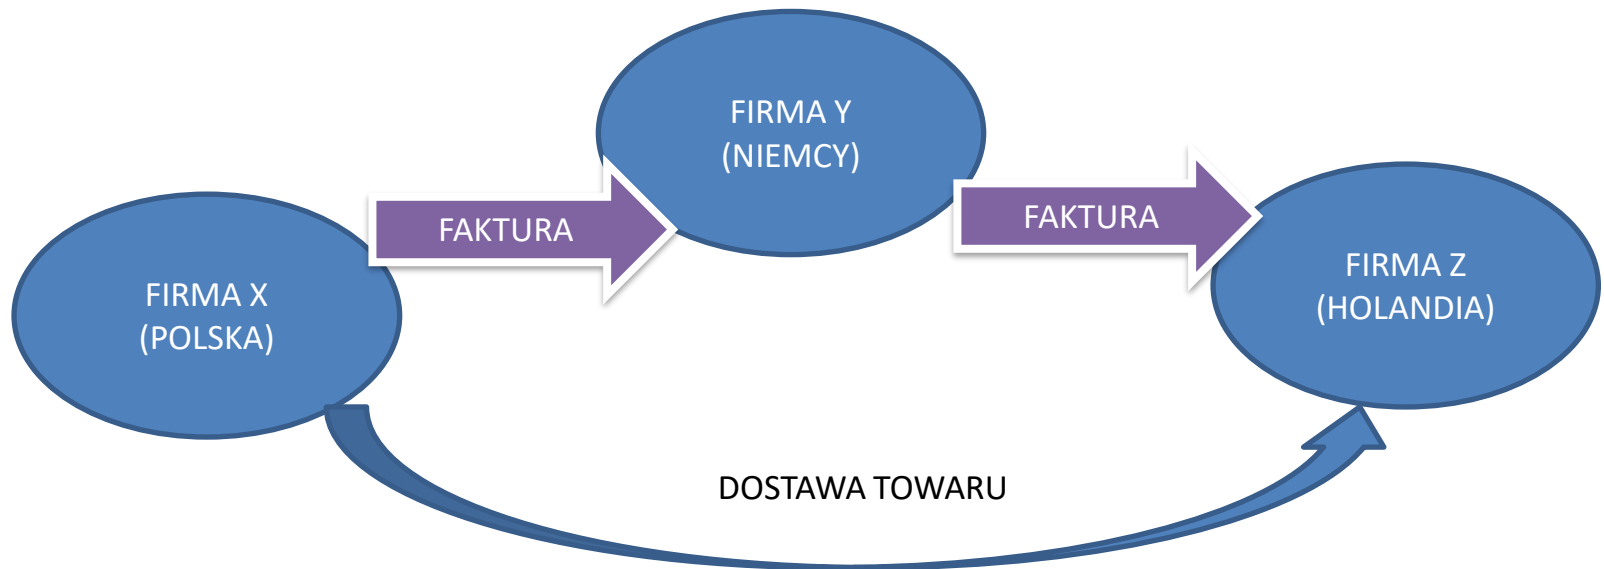 FIRMA Y
(NIEMCY)
FAKTURA
FAKTURA
FIRMA X
(POLSKA)
FIRMA Z
(HOLANDIA)
DOSTAWA TOWARU